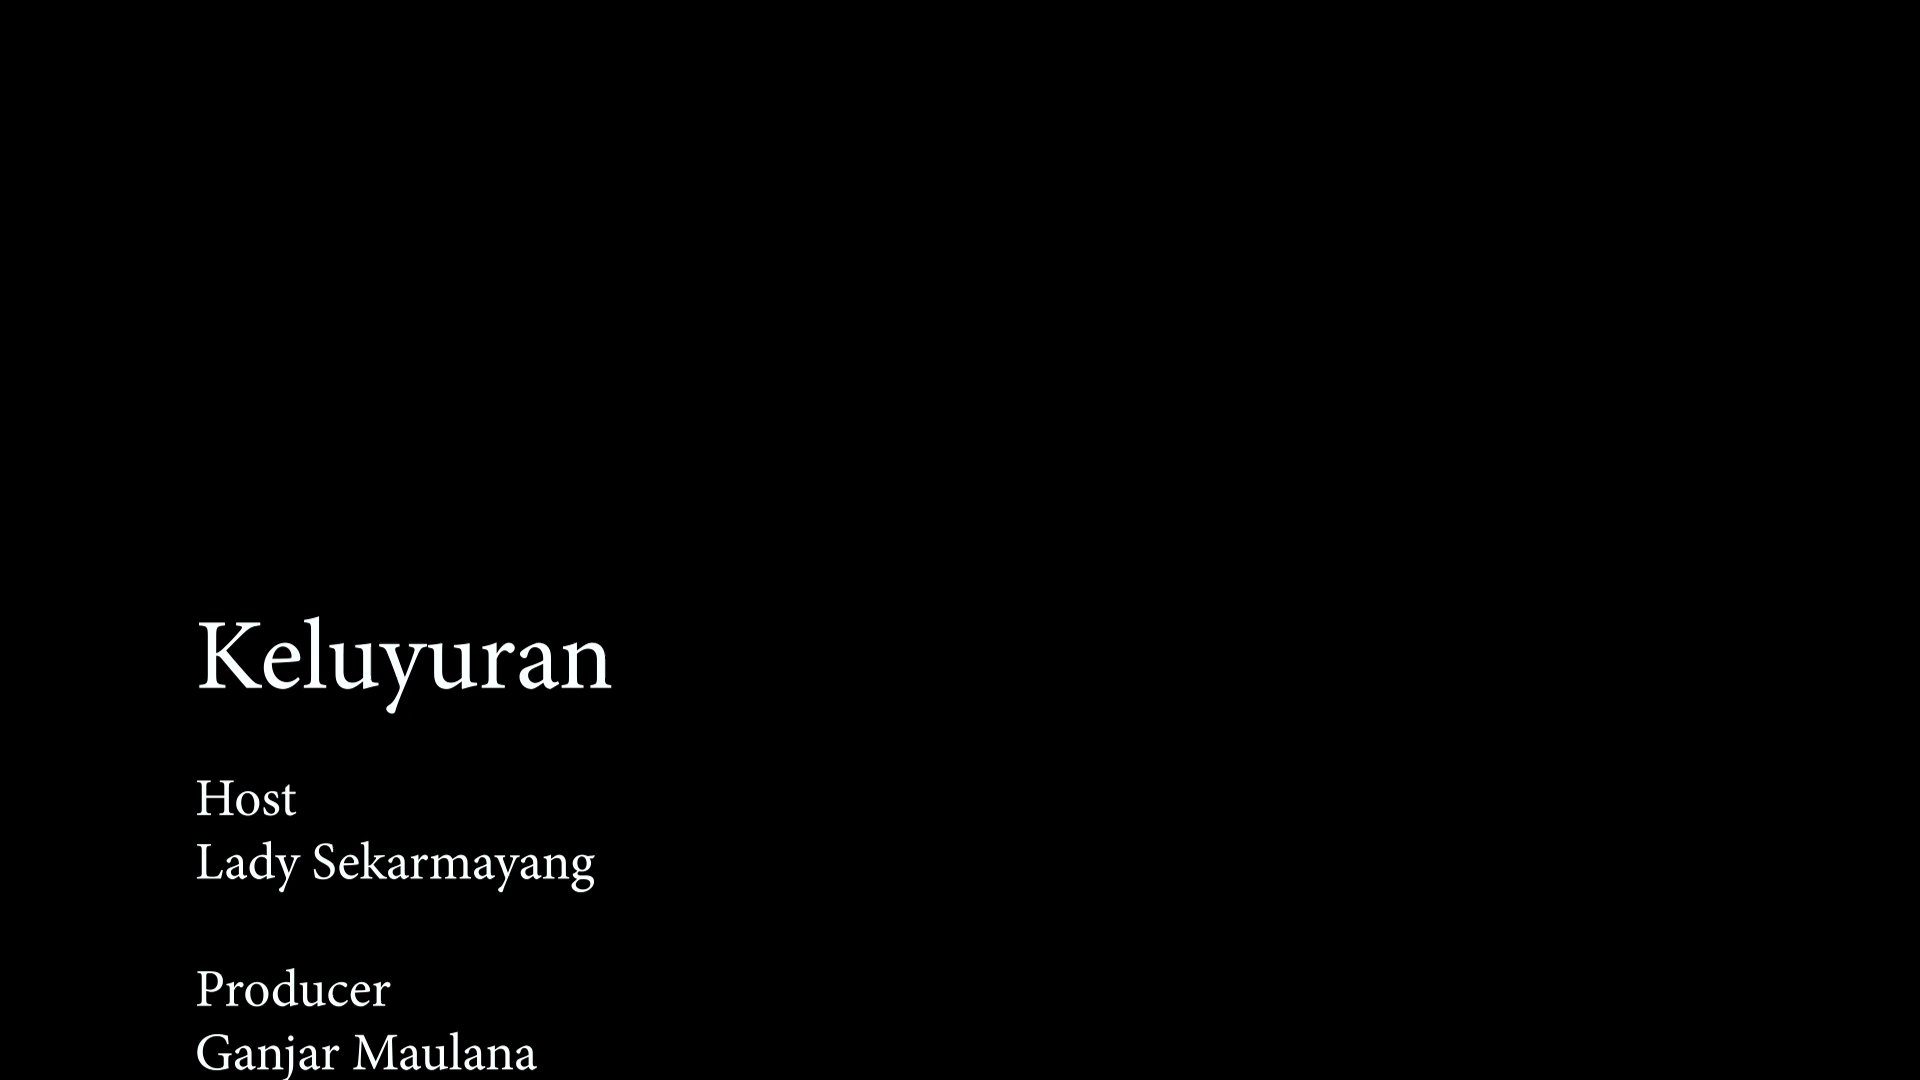 Keluyuran
Host
Lady Sekarmayang
Producer
Ganjar Maulana